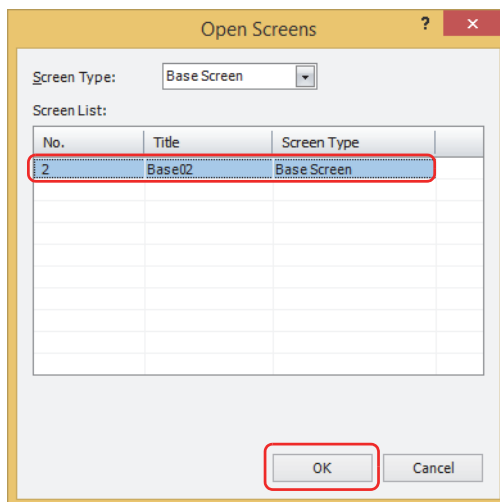 Open Screens ? ×
Screen Type: Base Screen
Screen List:
No. Title Screen Type
2 Base02 Base Screen
OK Cancel